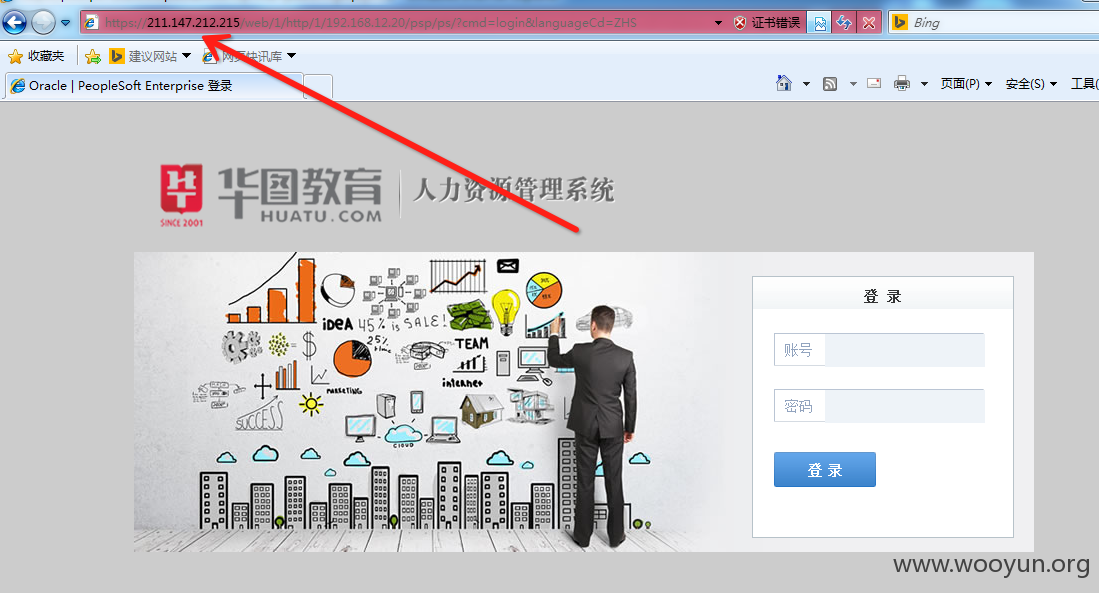 https://211.147.212.215/web/1/http/1/192.168.12.20/psp/ps/?cmd=login&languageCd=ZHS
证书错误
Bing
收藏夹
建议网站
网页快讯库
Oracle | PeopleSoft Enterprise 登录
页面(P)
安全(S)
工具(
华图教育
HUATU.COM
SINCE 2001
人力资源管理系统
登 录
账号
密码
登 录
iDEA
45% is SALE!
25%
TEAM
internet
MARKETING
SUCCESS
CLOUD
www.wooyun.org